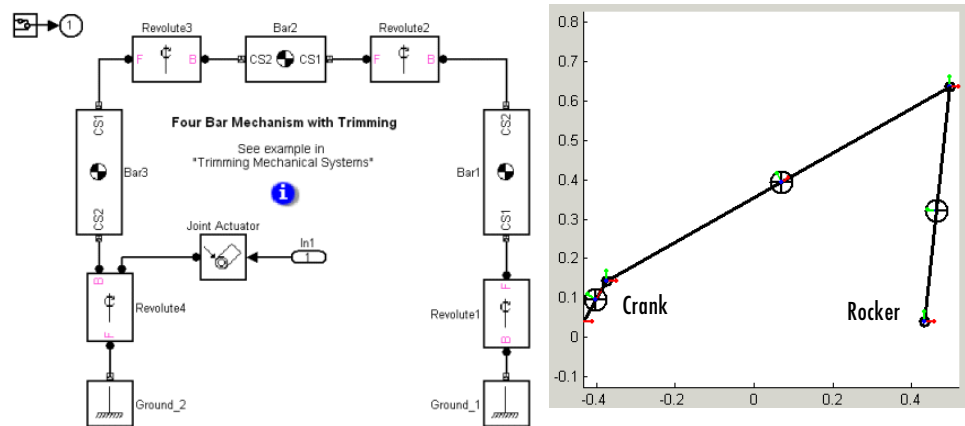 1
Revolute3
Bar2
Revolute2
F
B
CS2
CS1
F
B
Four Bar Mechanism with Trimming
See example in
"Trimming Mechanical Systems"
i
CS1
CS2
Bar3
CS2
CS1
Bar1
Joint Actuator
In1
1
B
F
Revolute4
F
B
Revolute1
Ground_2
Ground_1
0.8
0.7
0.6
0.5
0.4
0.3
0.2
0.1
0
-0.1
-0.4
-0.2
0
0.2
0.4
Crank
Rocker